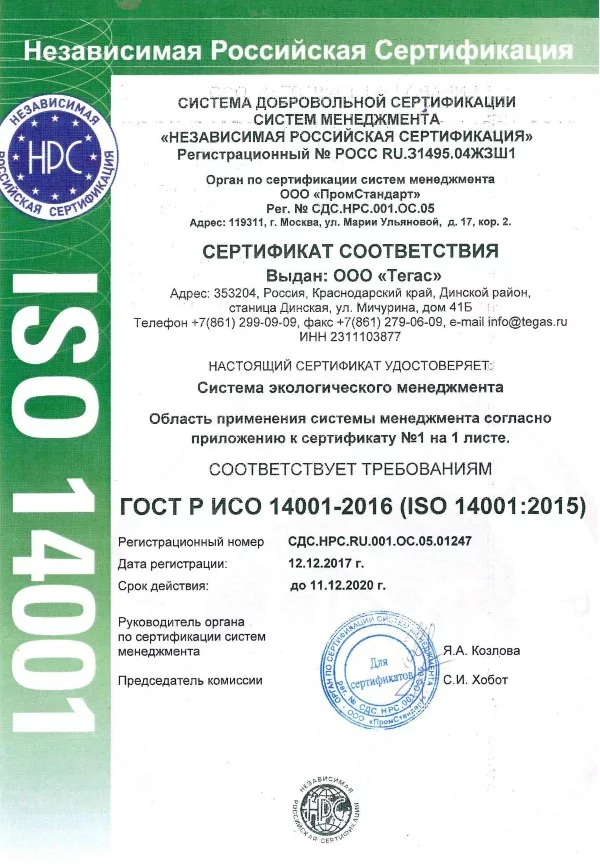 Независимая Российская Сертификация
НЕЗАВИСИМАЯ
НРС
РОССИЙСКАЯ СЕРТИФИКАЦИЯ
ISO 14001
СИСТЕМА ДОБРОВОЛЬНОЙ СЕРТИФИКАЦИИ
СИСТЕМ МЕНЕДЖМЕНТА
«НЕЗАВИСИМАЯ РОССИЙСКАЯ СЕРТИФИКАЦИЯ»
Регистрационный № РОСС RU.31495.04ЖЗШ1
Орган по сертификации систем менеджмента
ООО «ПромСтандарт»
Рег. № СДС.НРС.001.ОС.05
Адрес: 119311, г. Москва, ул. Марии Ульяновой, д. 17, кор. 2.
СЕРТИФИКАТ СООТВЕТСТВИЯ
Выдан: ООО «Тегас»
Адрес: 353204, Россия, Краснодарский край, Динской район,
станица Динская, ул. Мичурина, дом 41Б
Телефон +7(861) 299-09-09, факс +7(861) 279-06-09, e-mail info@tegas.ru
ИНН 2311103877
НАСТОЯЩИЙ СЕРТИФИКАТ УДОСТОВЕРЯЕТ:
Система экологического менеджмента
Область применения системы менеджмента согласно
приложению к сертификату №1 на 1 листе.
СООТВЕТСТВУЕТ ТРЕБОВАНИЯМ
ГОСТ Р ИСО 14001-2016 (ISO 14001:2015)
Регистрационный номер СДС.НРС.RU.001.ОС.05.01247
Дата регистрации: 12.12.2017 г.
Срок действия: до 11.12.2020 г.
Руководитель органа
по сертификации систем
менеджмента Я.А. Козлова
Председатель комиссии С.И. Хобот
ОРГАН ПО СЕРТИФИКАЦИИ СИСТЕМ МЕНЕДЖМЕНТА
Рег. № СДС.НРС.001.ОС.05
ООО «ПромСтандарт»
Для
сертификатов
НЕЗАВИСИМАЯ
НРС
РОССИЙСКАЯ СЕРТИФИКАЦИЯ